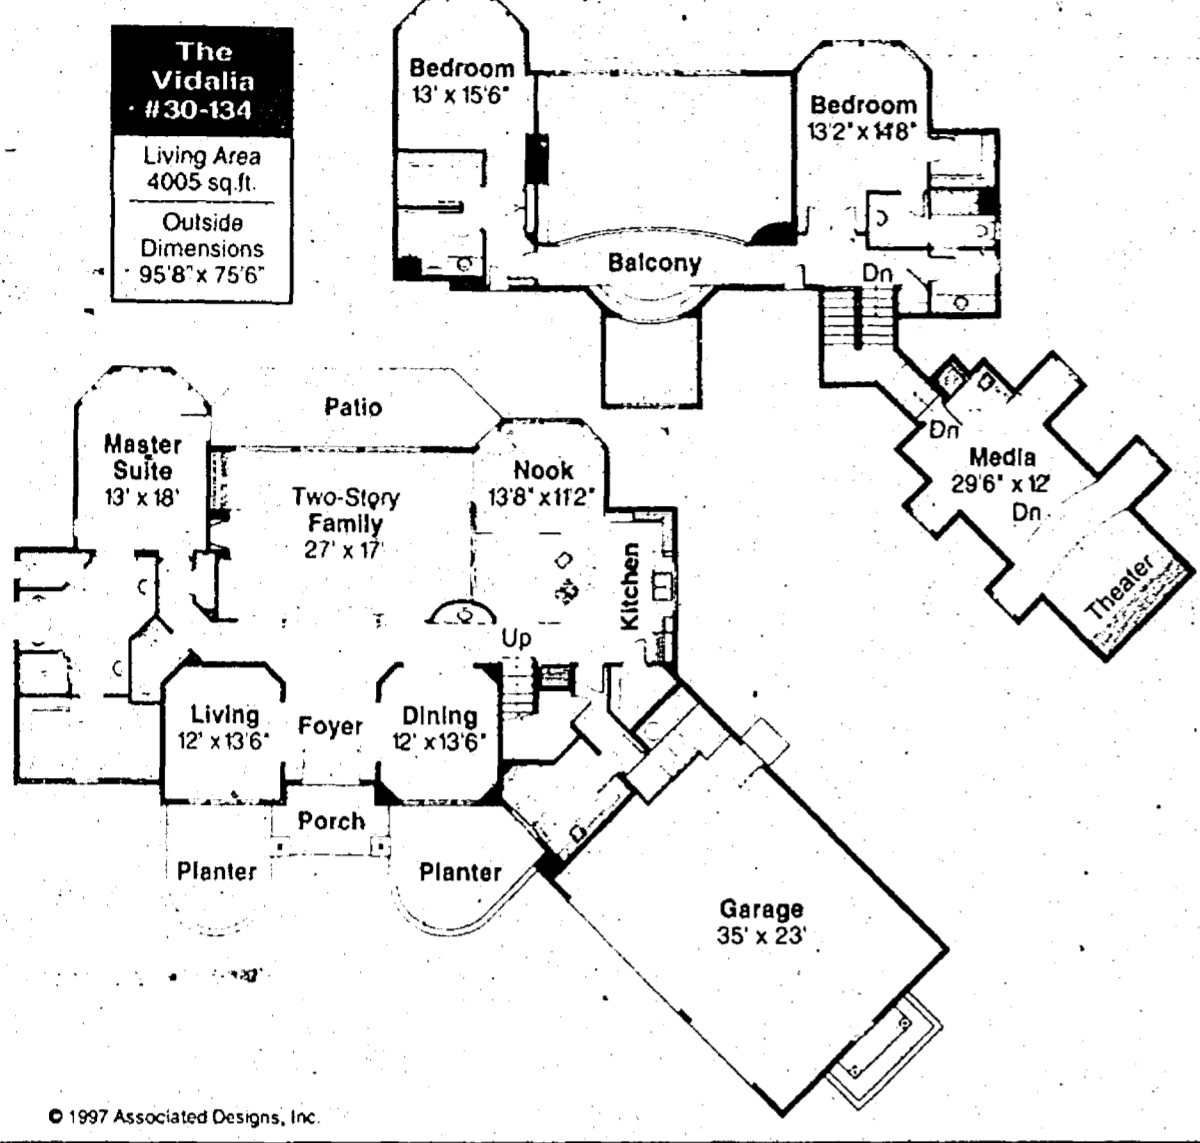 The
Vidalia
#30-134
Living Area
4005 sq.ft.
Outside
Dimensions
95'8" x 75'6"
Bedroom
13' x 15'6"
Bedroom
13'2" x 14'8"
Balcony
Dn
Dn
Media
29'6" x 12'
Dn
Theater
Patio
Master
Suite
13' x 18'
Two-Story
Family
27' x 17'
Nook
13'8" x 11'2"
Kitchen
Up
Living
12' x 13'6"
Foyer
Dining
12' x 13'6"
Porch
Planter
Planter
Garage
35' x 23'
© 1997 Associated Designs, Inc.